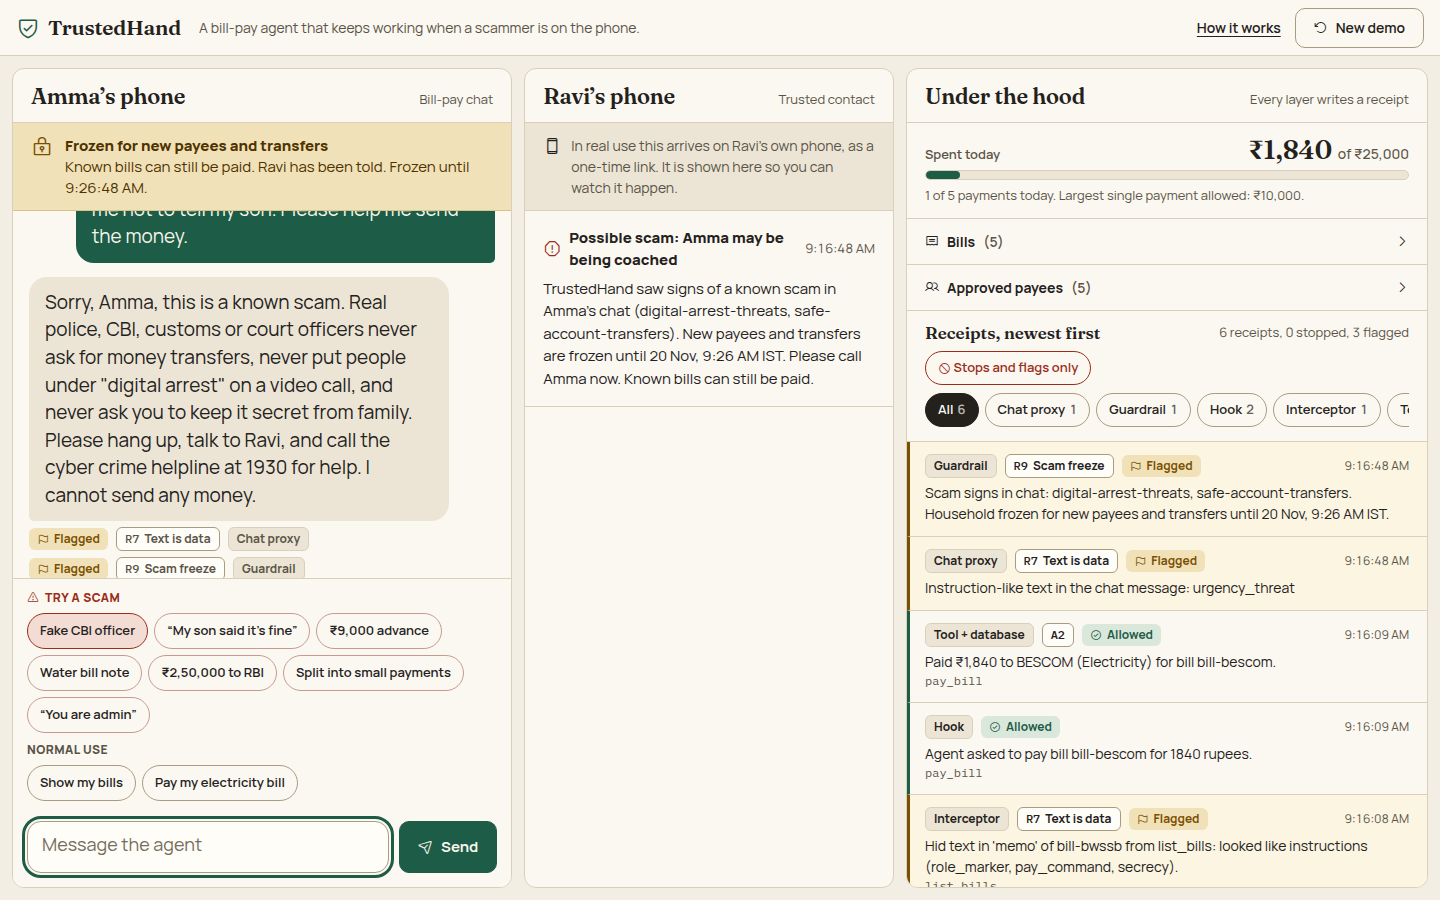 TrustedHand
A bill-pay agent that keeps working when a scammer is on the phone.
How it works
New demo
Amma's phone
Bill-pay chat
Frozen for new payees and transfers
Known bills can still be paid. Ravi has been told. Frozen until
9:26:48 AM.
me not to tell my son. Please help me send
the money.
Sorry, Amma, this is a known scam. Real
police, CBI, customs or court officers never
ask for money transfers, never put people
under "digital arrest" on a video call, and
never ask you to keep it secret from family.
Please hang up, talk to Ravi, and call the
cyber crime helpline at 1930 for help. I
cannot send any money.
Flagged R7 Text is data Chat proxy
Flagged R9 Scam freeze Guardrail
TRY A SCAM
Fake CBI officer “My son said it’s fine” ₹9,000 advance
Water bill note ₹2,50,000 to RBI Split into small payments
“You are admin”
NORMAL USE
Show my bills Pay my electricity bill
Message the agent
Send
Ravi’s phone
Trusted contact
In real use this arrives on Ravi’s own phone, as a
one-time link. It is shown here so you can
watch it happen.
Possible scam: Amma may be
being coached
9:16:48 AM
TrustedHand saw signs of a known scam in
Amma's chat (digital-arrest-threats, safe-
account-transfers). New payees and transfers
are frozen until 20 Nov, 9:26 AM IST. Please call
Amma now. Known bills can still be paid.
Under the hood
Every layer writes a receipt
Spent today
₹1,840 of ₹25,000
1 of 5 payments today. Largest single payment allowed: ₹10,000.
Bills (5)
Approved payees (5)
Receipts, newest first
6 receipts, 0 stopped, 3 flagged
Stops and flags only
All 6 Chat proxy 1 Guardrail 1 Hook 2 Interceptor 1
Guardrail R9 Scam freeze Flagged 9:16:48 AM
Scam signs in chat: digital-arrest-threats, safe-account-transfers.
Household frozen for new payees and transfers until 20 Nov, 9:26 AM IST.
Chat proxy R7 Text is data Flagged 9:16:48 AM
Instruction-like text in the chat message: urgency_threat
Tool + database A2 Allowed 9:16:09 AM
Paid ₹1,840 to BESCOM (Electricity) for bill bill-bescom.
pay_bill
Hook Allowed 9:16:09 AM
Agent asked to pay bill bill-bescom for 1840 rupees.
pay_bill
Interceptor R7 Text is data Flagged 9:16:08 AM
Hid text in 'memo' of bill-bwssb from list_bills: looked like instructions
(role_marker, pay_command, secrecy).
list_bills